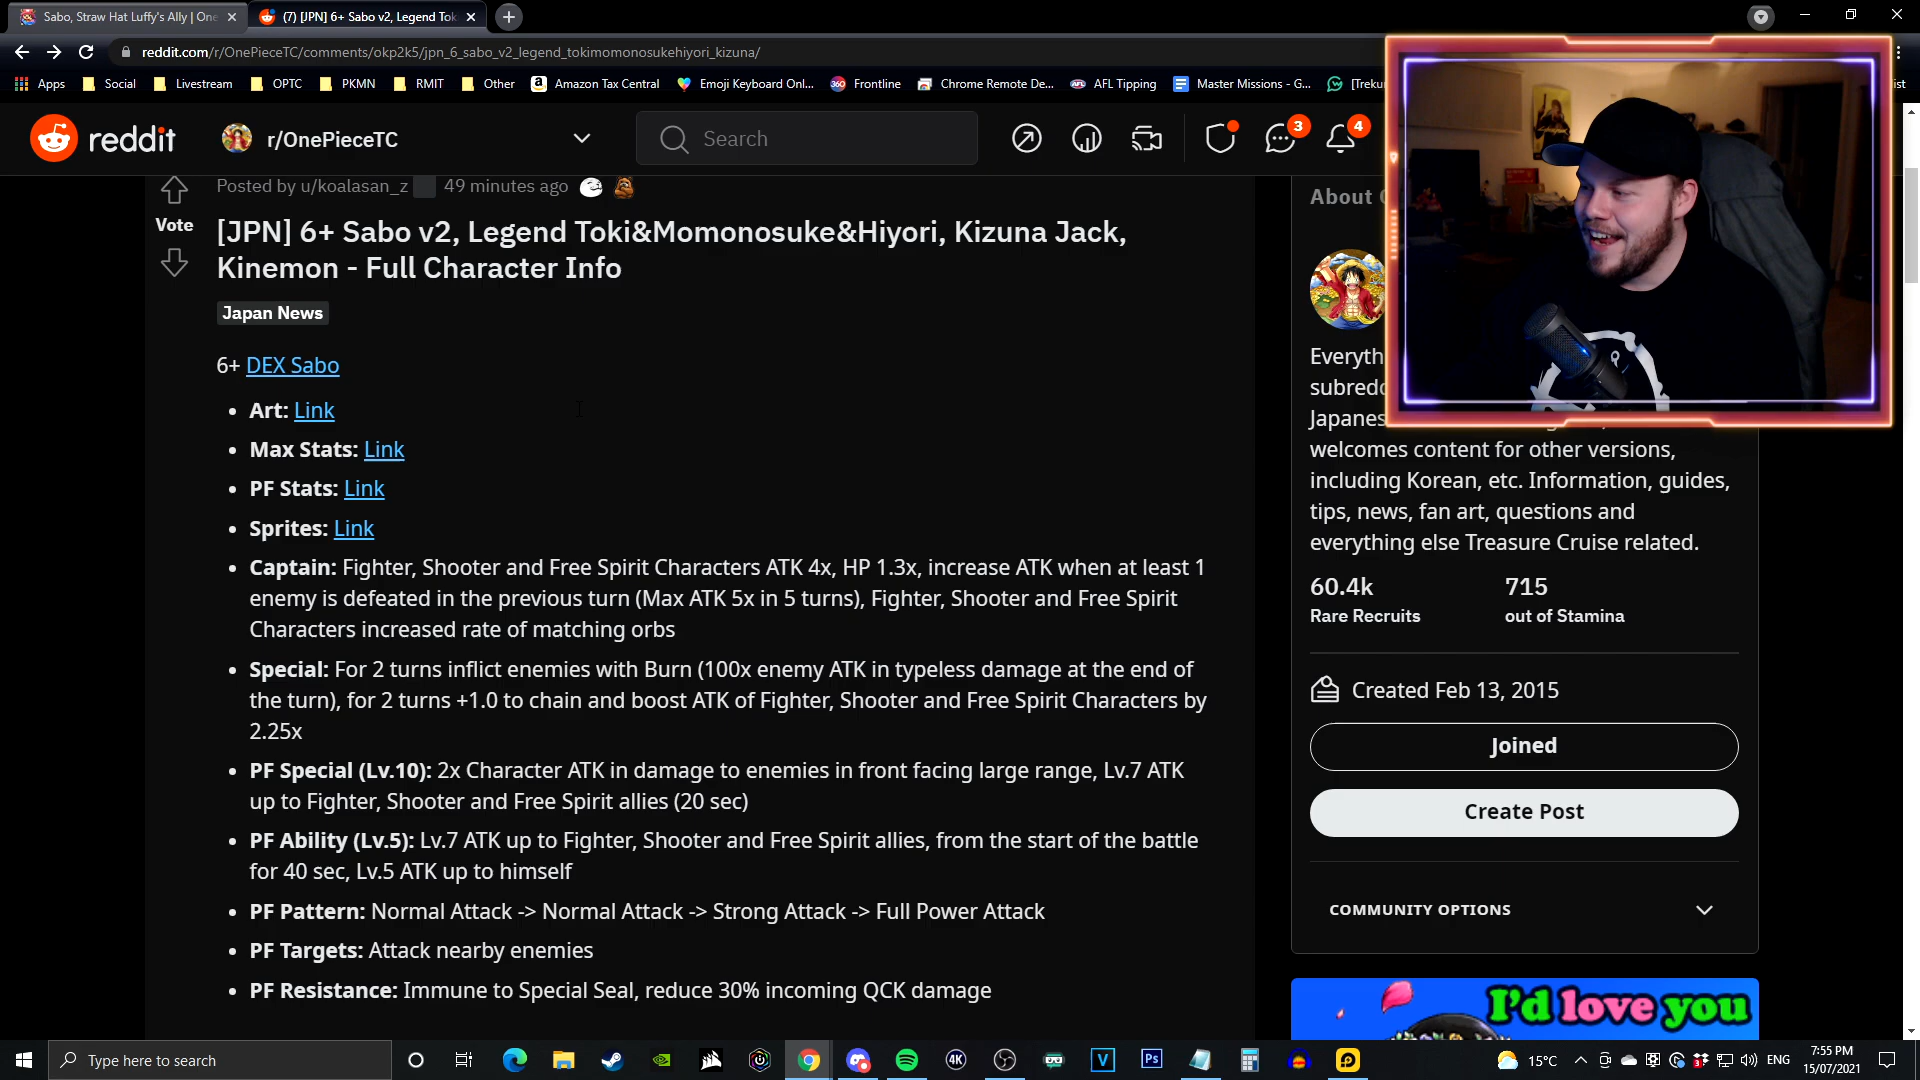 Sabo, Straw Hat Luffy's Ally | One
(7) [JPN] 6+ Sabo v2, Legend Tok
reddit.com/r/OnePieceTC/comments/okp2k5/jpn_6_sabo_v2_legend_tokimomonosukehiyori_kizuna/
Apps Social Livestream OPTC PKMN RMIT Other Amazon Tax Central Emoji Keyboard Onl... Frontline Chrome Remote De... AFL Tipping Master Missions - G... [Treku
ist
reddit r/OnePieceTC Search 3 4
Posted by u/koalasan_z 49 minutes ago
Vote
[JPN] 6+ Sabo v2, Legend Toki&Momonosuke&Hiyori, Kizuna Jack,
Kinemon - Full Character Info
Japan News
6+ DEX Sabo
• Art: Link
• Max Stats: Link
• PF Stats: Link
• Sprites: Link
• Captain: Fighter, Shooter and Free Spirit Characters ATK 4x, HP 1.3x, increase ATK when at least 1
enemy is defeated in the previous turn (Max ATK 5x in 5 turns), Fighter, Shooter and Free Spirit
Characters increased rate of matching orbs
• Special: For 2 turns inflict enemies with Burn (100x enemy ATK in typeless damage at the end of
the turn), for 2 turns +1.0 to chain and boost ATK of Fighter, Shooter and Free Spirit Characters by
2.25x
• PF Special (Lv.10): 2x Character ATK in damage to enemies in front facing large range, Lv.7 ATK
up to Fighter, Shooter and Free Spirit allies (20 sec)
• PF Ability (Lv.5): Lv.7 ATK up to Fighter, Shooter and Free Spirit allies, from the start of the battle
for 40 sec, Lv.5 ATK up to himself
• PF Pattern: Normal Attack -> Normal Attack -> Strong Attack -> Full Power Attack
• PF Targets: Attack nearby enemies
• PF Resistance: Immune to Special Seal, reduce 30% incoming QCK damage
About
Everyth
subredd
Japanes
welcomes content for other versions,
including Korean, etc. Information, guides,
tips, news, fan art, questions and
everything else Treasure Cruise related.
60.4k 715
Rare Recruits out of Stamina
Created Feb 13, 2015
Joined
Create Post
COMMUNITY OPTIONS
I'd love you
Type here to search
4K
V
Ps
15°C
ENG
7:55 PM
15/07/2021